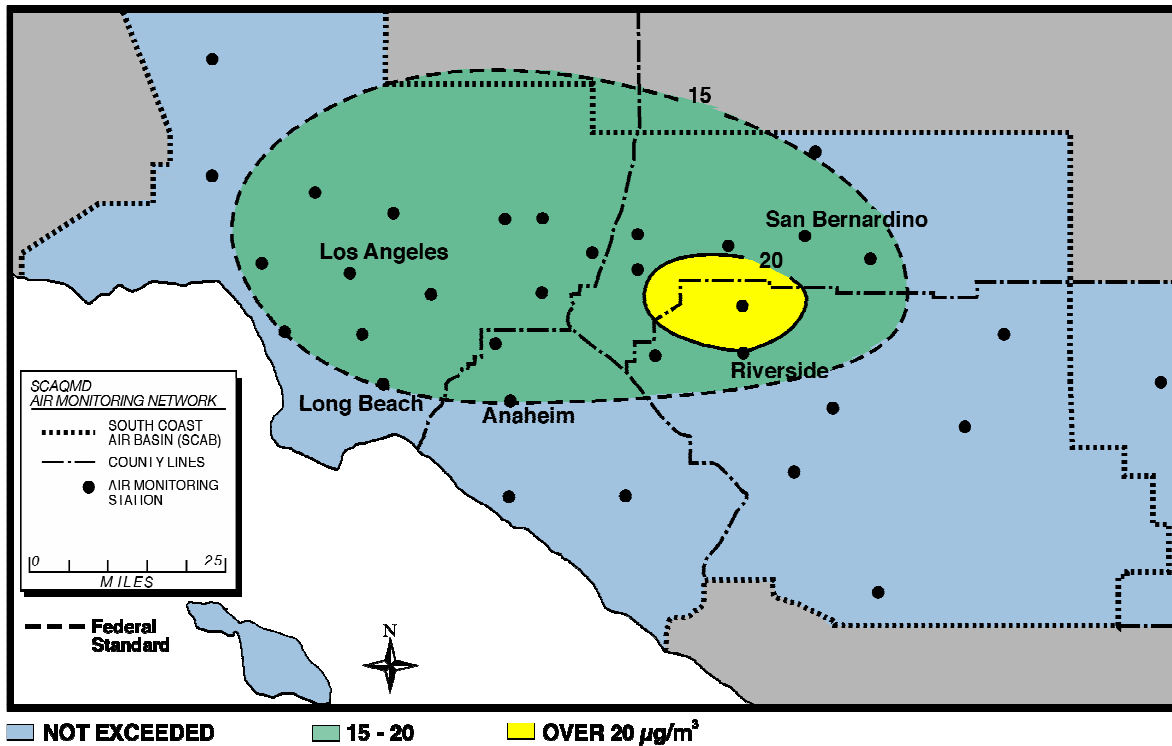 15
San Bernardino
Los Angeles
20
Riverside
Long Beach
Anaheim
SCAQMD
AIR MONITORING NETWORK
SOUTH COAST
AIR BASIN (SCAB)
COUNTY LINES
AIR MONITORING
STATION
0 25
MILES
Federal
Standard
N
NOT EXCEEDED
15 - 20
OVER 20 µg/m³